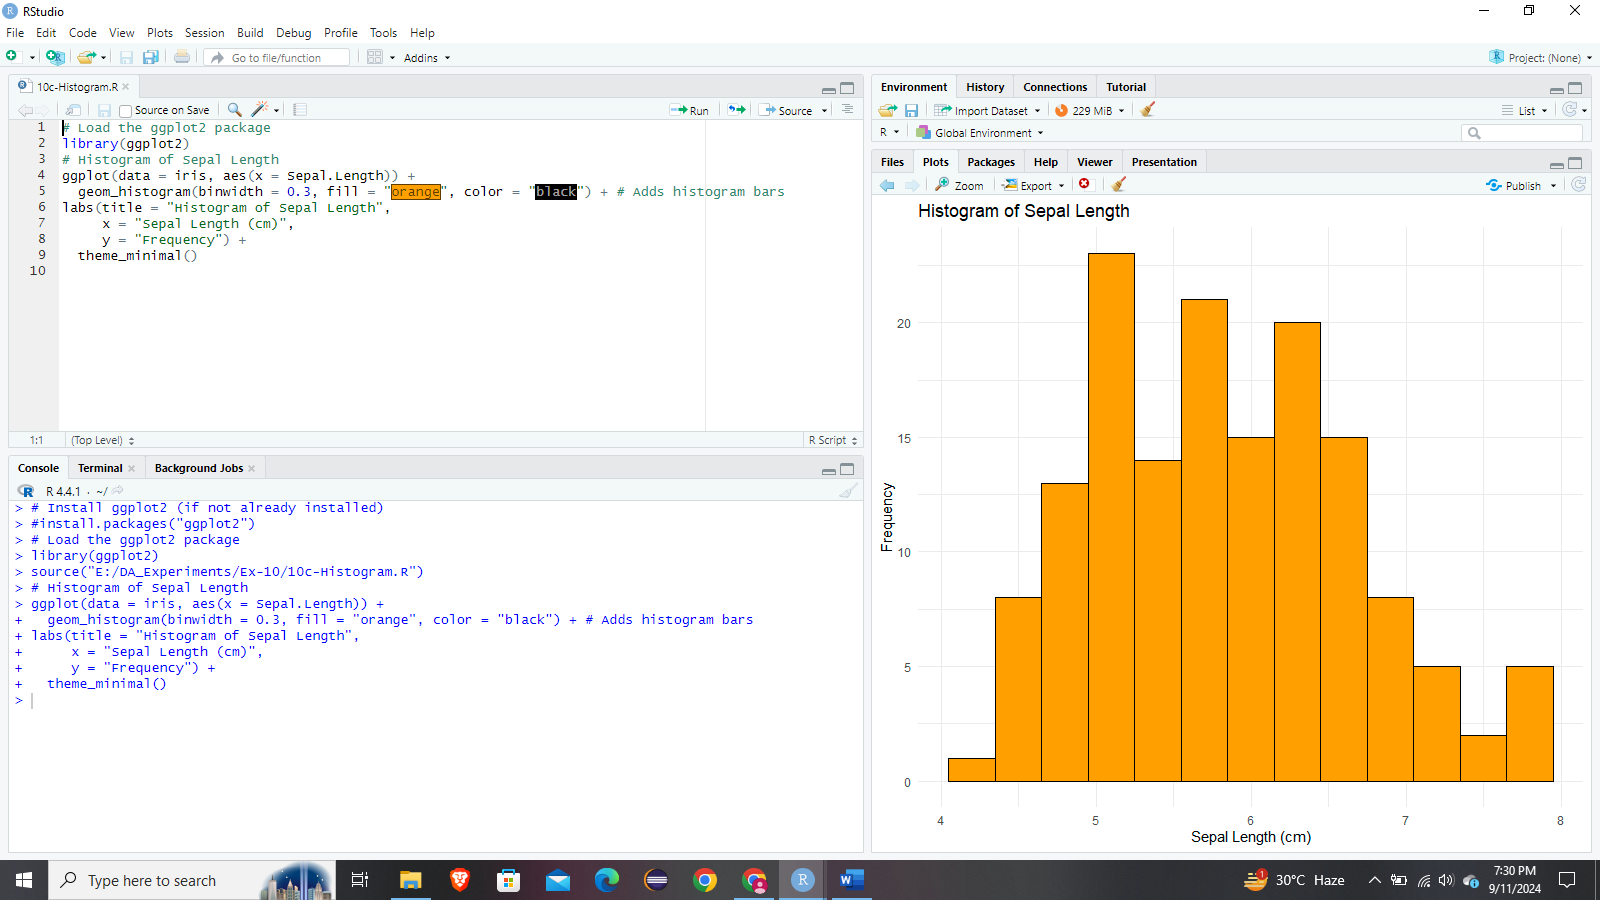 RStudio
File Edit Code View Plots Session Build Debug Profile Tools Help
Go to file/function Addins Project: (None)
10c-Histogram.R
Source on Save Run Source
1 # Load the ggplot2 package
2 library(ggplot2)
3 # Histogram of Sepal Length
4 ggplot(data = iris, aes(x = Sepal.Length)) +
5 geom_histogram(binwidth = 0.3, fill = "orange", color = "black") + # Adds histogram bars
6 labs(title = "Histogram of Sepal Length",
7 x = "Sepal Length (cm)",
8 y = "Frequency") +
9 theme_minimal()
10
1:1 (Top Level) R Script
Console Terminal Background Jobs
R R 4.4.1 · ~/
> # Install ggplot2 (if not already installed)
> #install.packages("ggplot2")
> # Load the ggplot2 package
> library(ggplot2)
> source("E:/DA_Experiments/Ex-10/10c-Histogram.R")
> # Histogram of Sepal Length
> ggplot(data = iris, aes(x = Sepal.Length)) +
+ geom_histogram(binwidth = 0.3, fill = "orange", color = "black") + # Adds histogram bars
+ labs(title = "Histogram of Sepal Length",
+ x = "Sepal Length (cm)",
+ y = "Frequency") +
+ theme_minimal()
>
Environment History Connections Tutorial
Import Dataset 229 MiB List
R Global Environment
Files Plots Packages Help Viewer Presentation
Zoom Export Publish
Histogram of Sepal Length
20
15
10
5
0
Frequency
4 5 6 7 8
Sepal Length (cm)
Type here to search
R
W
1
30°C Haze
7:30 PM
9/11/2024